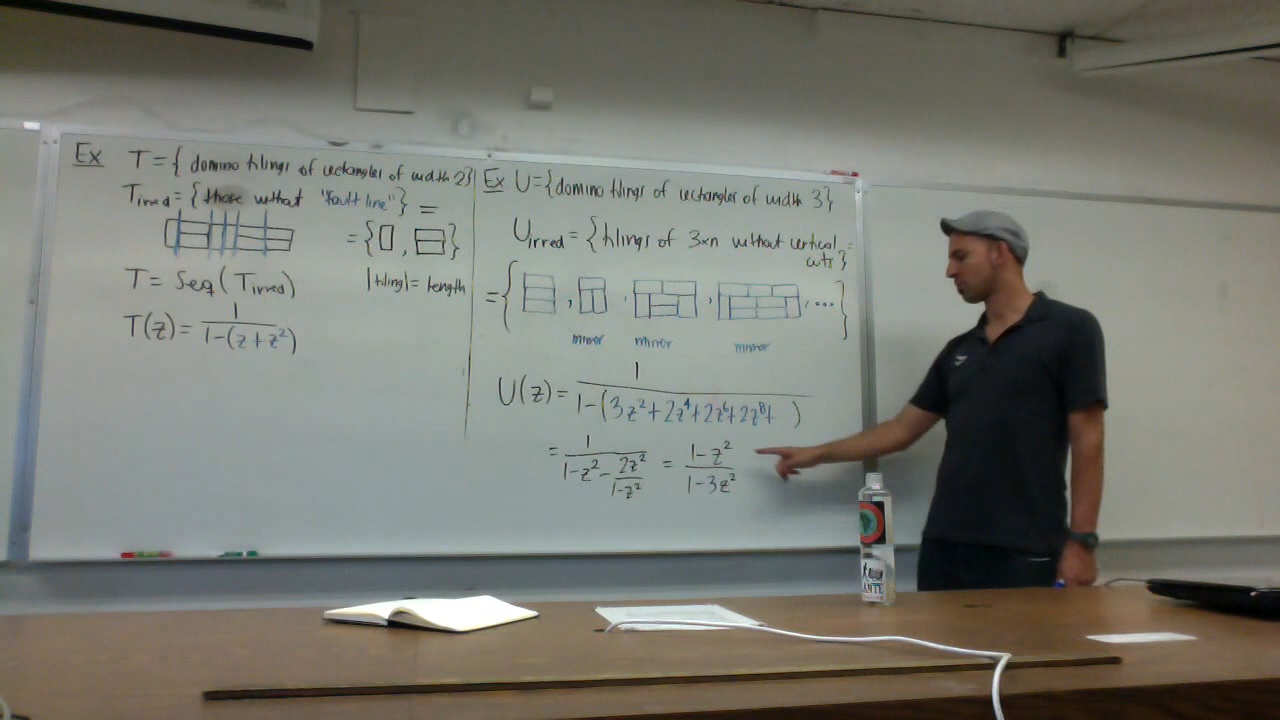 Ex T = { domino tilings of rectangles of width 2}
T_irred = { those without "fault line" } =
= { , }
T = Seq( T_irred )
|tiling| = length
T(z) = 1 / (1-(z+z²))
Ex U = {domino tilings of rectangles of width 3}
U_irred = { tilings of 3xn without vertical cuts } =
= { , , , , ... }
mirror mirror mirror
U(z) = 1 / (1-(3z²+2z⁴+2z⁶+2z⁸+ ))
= 1 / (1-z² - 2z²/(1-z²)) = (1-z²) / (1-3z²)